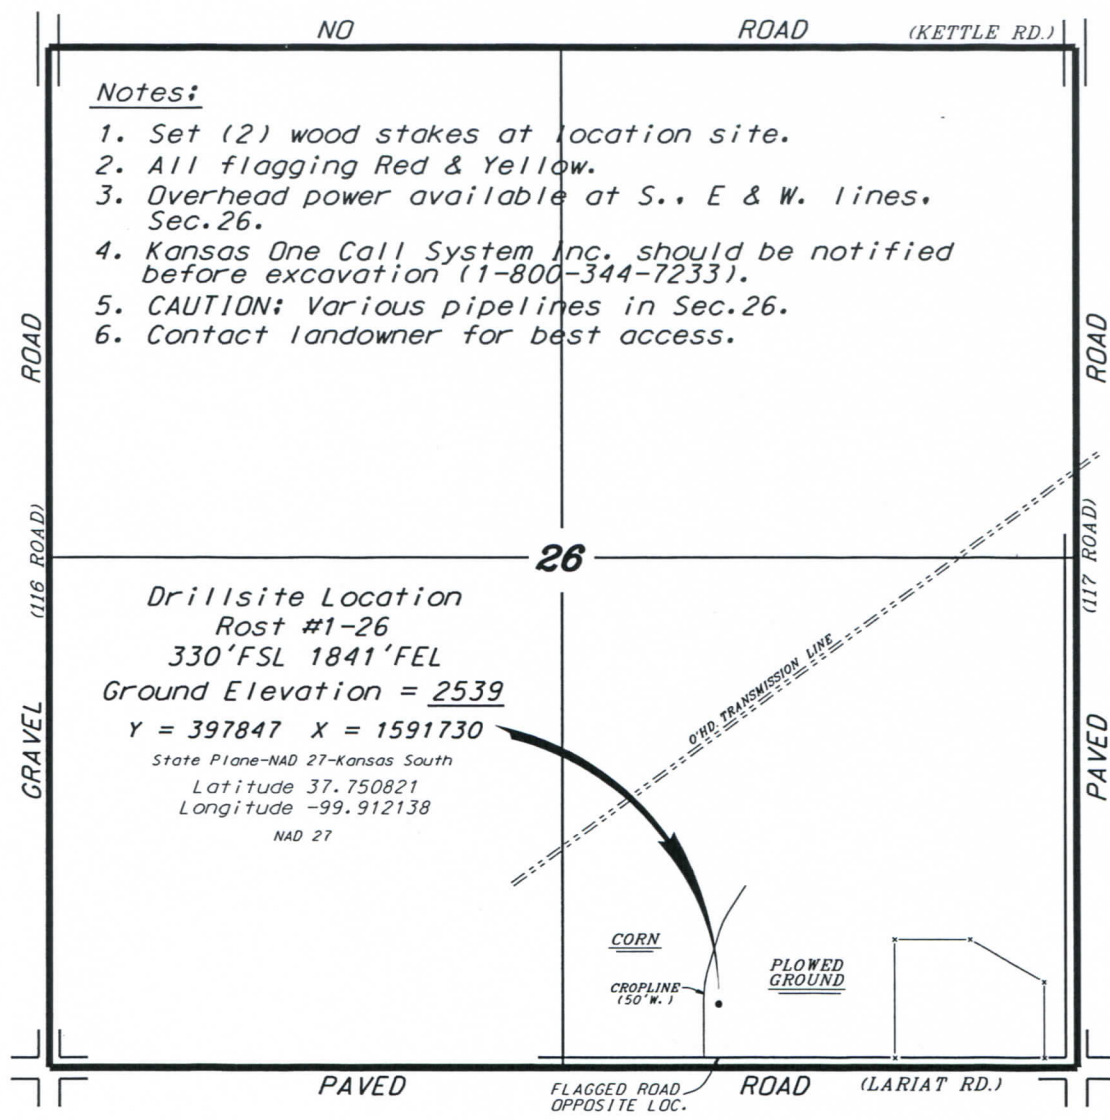 NO ROAD (KETTLE RD.)
Notes:
1. Set (2) wood stakes at location site.
2. All flagging Red & Yellow.
3. Overhead power available at S., E & W. lines,
Sec.26.
4. Kansas One Call System Inc. should be notified
before excavation (1-800-344-7233).
5. CAUTION: Various pipelines in Sec.26.
6. Contact landowner for best access.
ROAD
(116 ROAD)
GRAVEL
ROAD
(117 ROAD)
PAVED
26
Drillsite Location
Rost #1-26
330'FSL 1841'FEL
Ground Elevation = 2539
Y = 397847 X = 1591730
State Plane-NAD 27-Kansas South
Latitude 37.750821
Longitude -99.912138
NAD 27
O'HD. TRANSMISSION LINE
CORN
PLOWED
GROUND
CROPLINE
(50'W.)
PAVED ROAD (LARIAT RD.)
FLAGGED ROAD
OPPOSITE LOC.